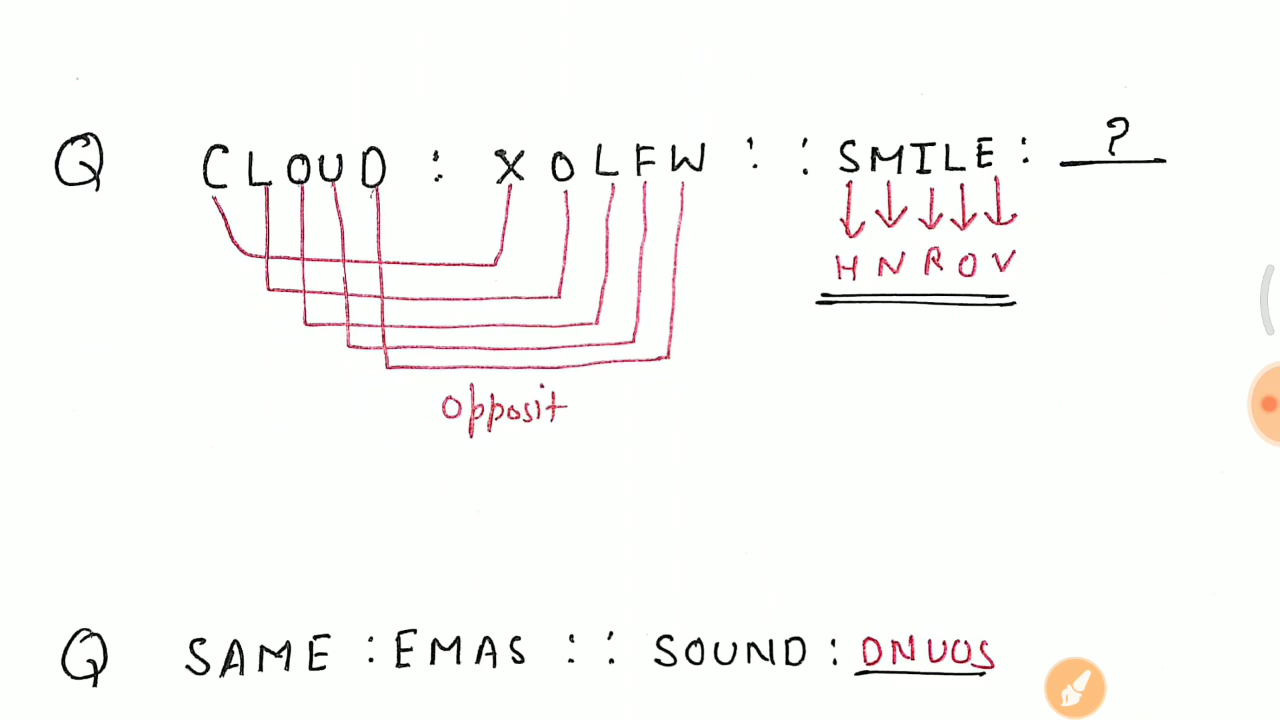 Q CLOUD : XOLFW : : SMILE : ?
HNROV
opposit
Q SAME : EMAS : : SOUND : DNUOS